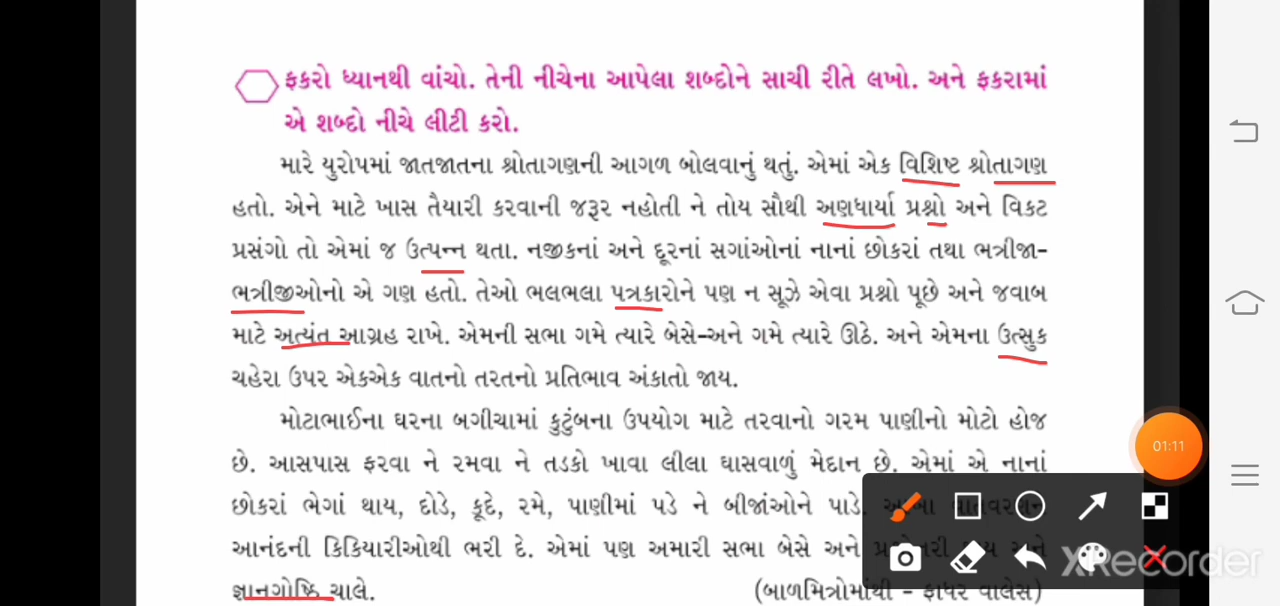 ફકરો ધ્યાનથી વાંચો. તેની નીચેના આપેલા શબ્દોને સાચી રીતે લખો. અને ફકરામાં
એ શબ્દો નીચે લીટી કરો.
મારે યુરોપમાં જાતજાતના શ્રોતાગણની આગળ બોલવાનું થતું. એમાં એક વિશિષ્ટ શ્રોતાગણ
હતો. એને માટે ખાસ તૈયારી કરવાની જરૂર નહોતી ને તોય સૌથી અણધાર્યા પ્રશ્નો અને વિકટ
પ્રસંગો તો એમાં જ ઉત્પન્ન થતા. નજીકનાં અને દૂરનાં સગાંઓનાં નાનાં છોકરાં તથા ભત્રીજા-
ભત્રીજીઓનો એ ગણ હતો. તેઓ ભલભલા પત્રકારોને પણ ન સૂઝે એવા પ્રશ્નો પૂછે અને જવાબ
માટે અત્યંત આગ્રહ રાખે. એમની સભા ગમે ત્યારે બેસે-અને ગમે ત્યારે ઊઠે. અને એમના ઉત્સુક
ચહેરા ઉપર એકએક વાતનો તરતનો પ્રતિભાવ અંકાતો જાય.
મોટાભાઈના ઘરના બગીચામાં કુટુંબના ઉપયોગ માટે તરવાનો ગરમ પાણીનો મોટો હોજ
છે. આસપાસ ફરવા ને રમવા ને તડકો ખાવા લીલા ઘાસવાળું મેદાન છે. એમાં એ નાનાં
છોકરાં ભેગાં થાય, દોડે, કૂદે, રમે, પાણીમાં પડે ને બીજાંઓને પાડે.
આનંદની કિકિયારીઓથી ભરી દે. એમાં પણ અમારી સભા બેસે અને
જ્ઞાનગોષ્ઠિ ચાલે. (બાળમિત્રોમાંથી - ફાધર વાલેસ)
01:11
XRecorder